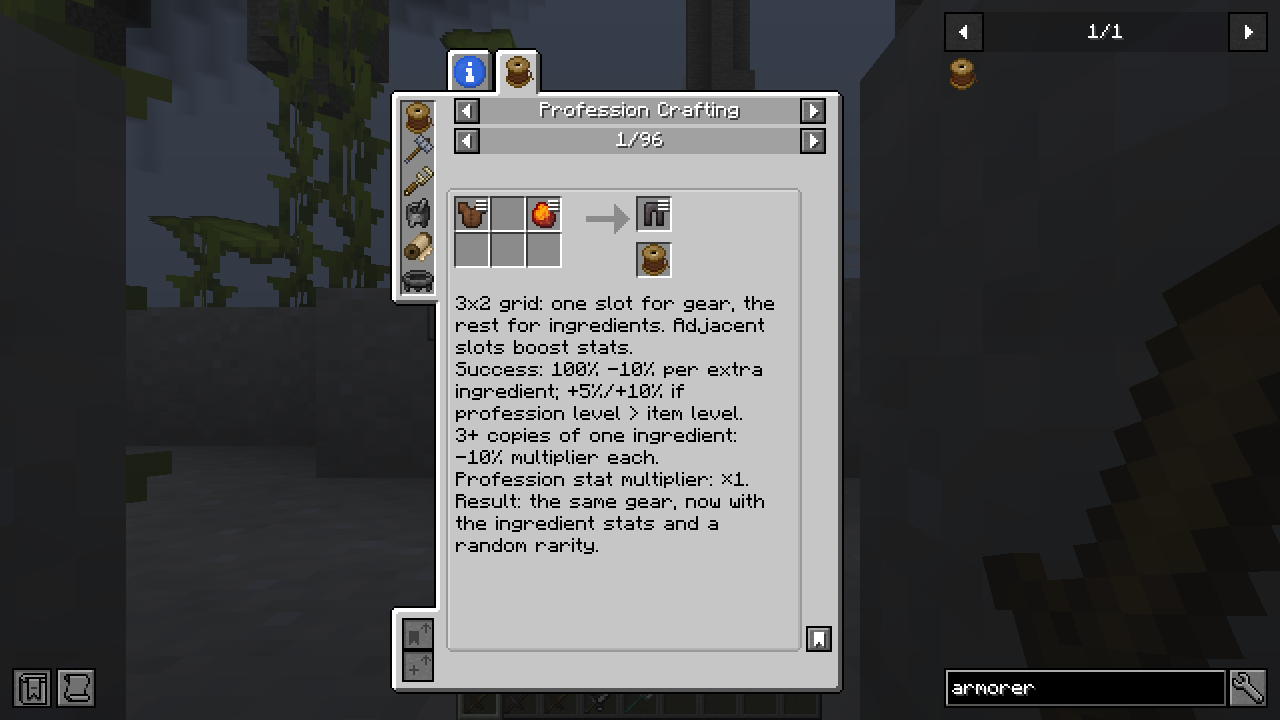 1/1
Profession Crafting
1/96
3x2 grid: one slot for gear, the
rest for ingredients. Adjacent
slots boost stats.
Success: 100% -10% per extra
ingredient; +5%/+10% if
profession level > item level.
3+ copies of one ingredient:
-10% multiplier each.
Profession stat multiplier: ×1.
Result: the same gear, now with
the ingredient stats and a
random rarity.
armorer